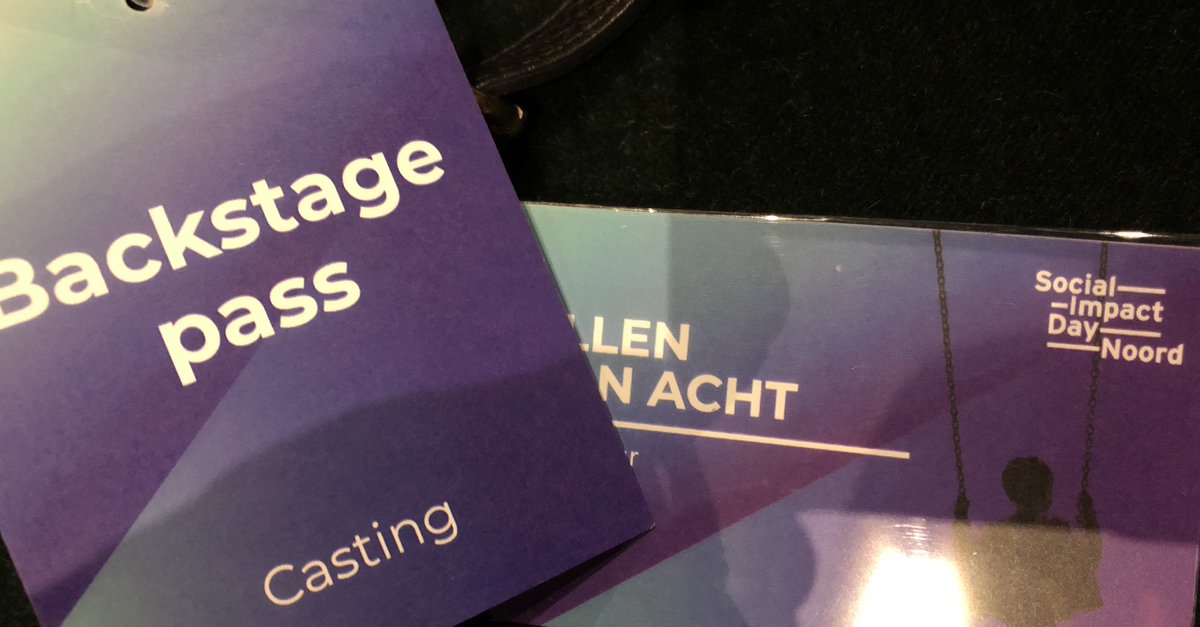 Backstage
pass
Casting
LLEN
N ACHT
Social
Impact
Day
Noord